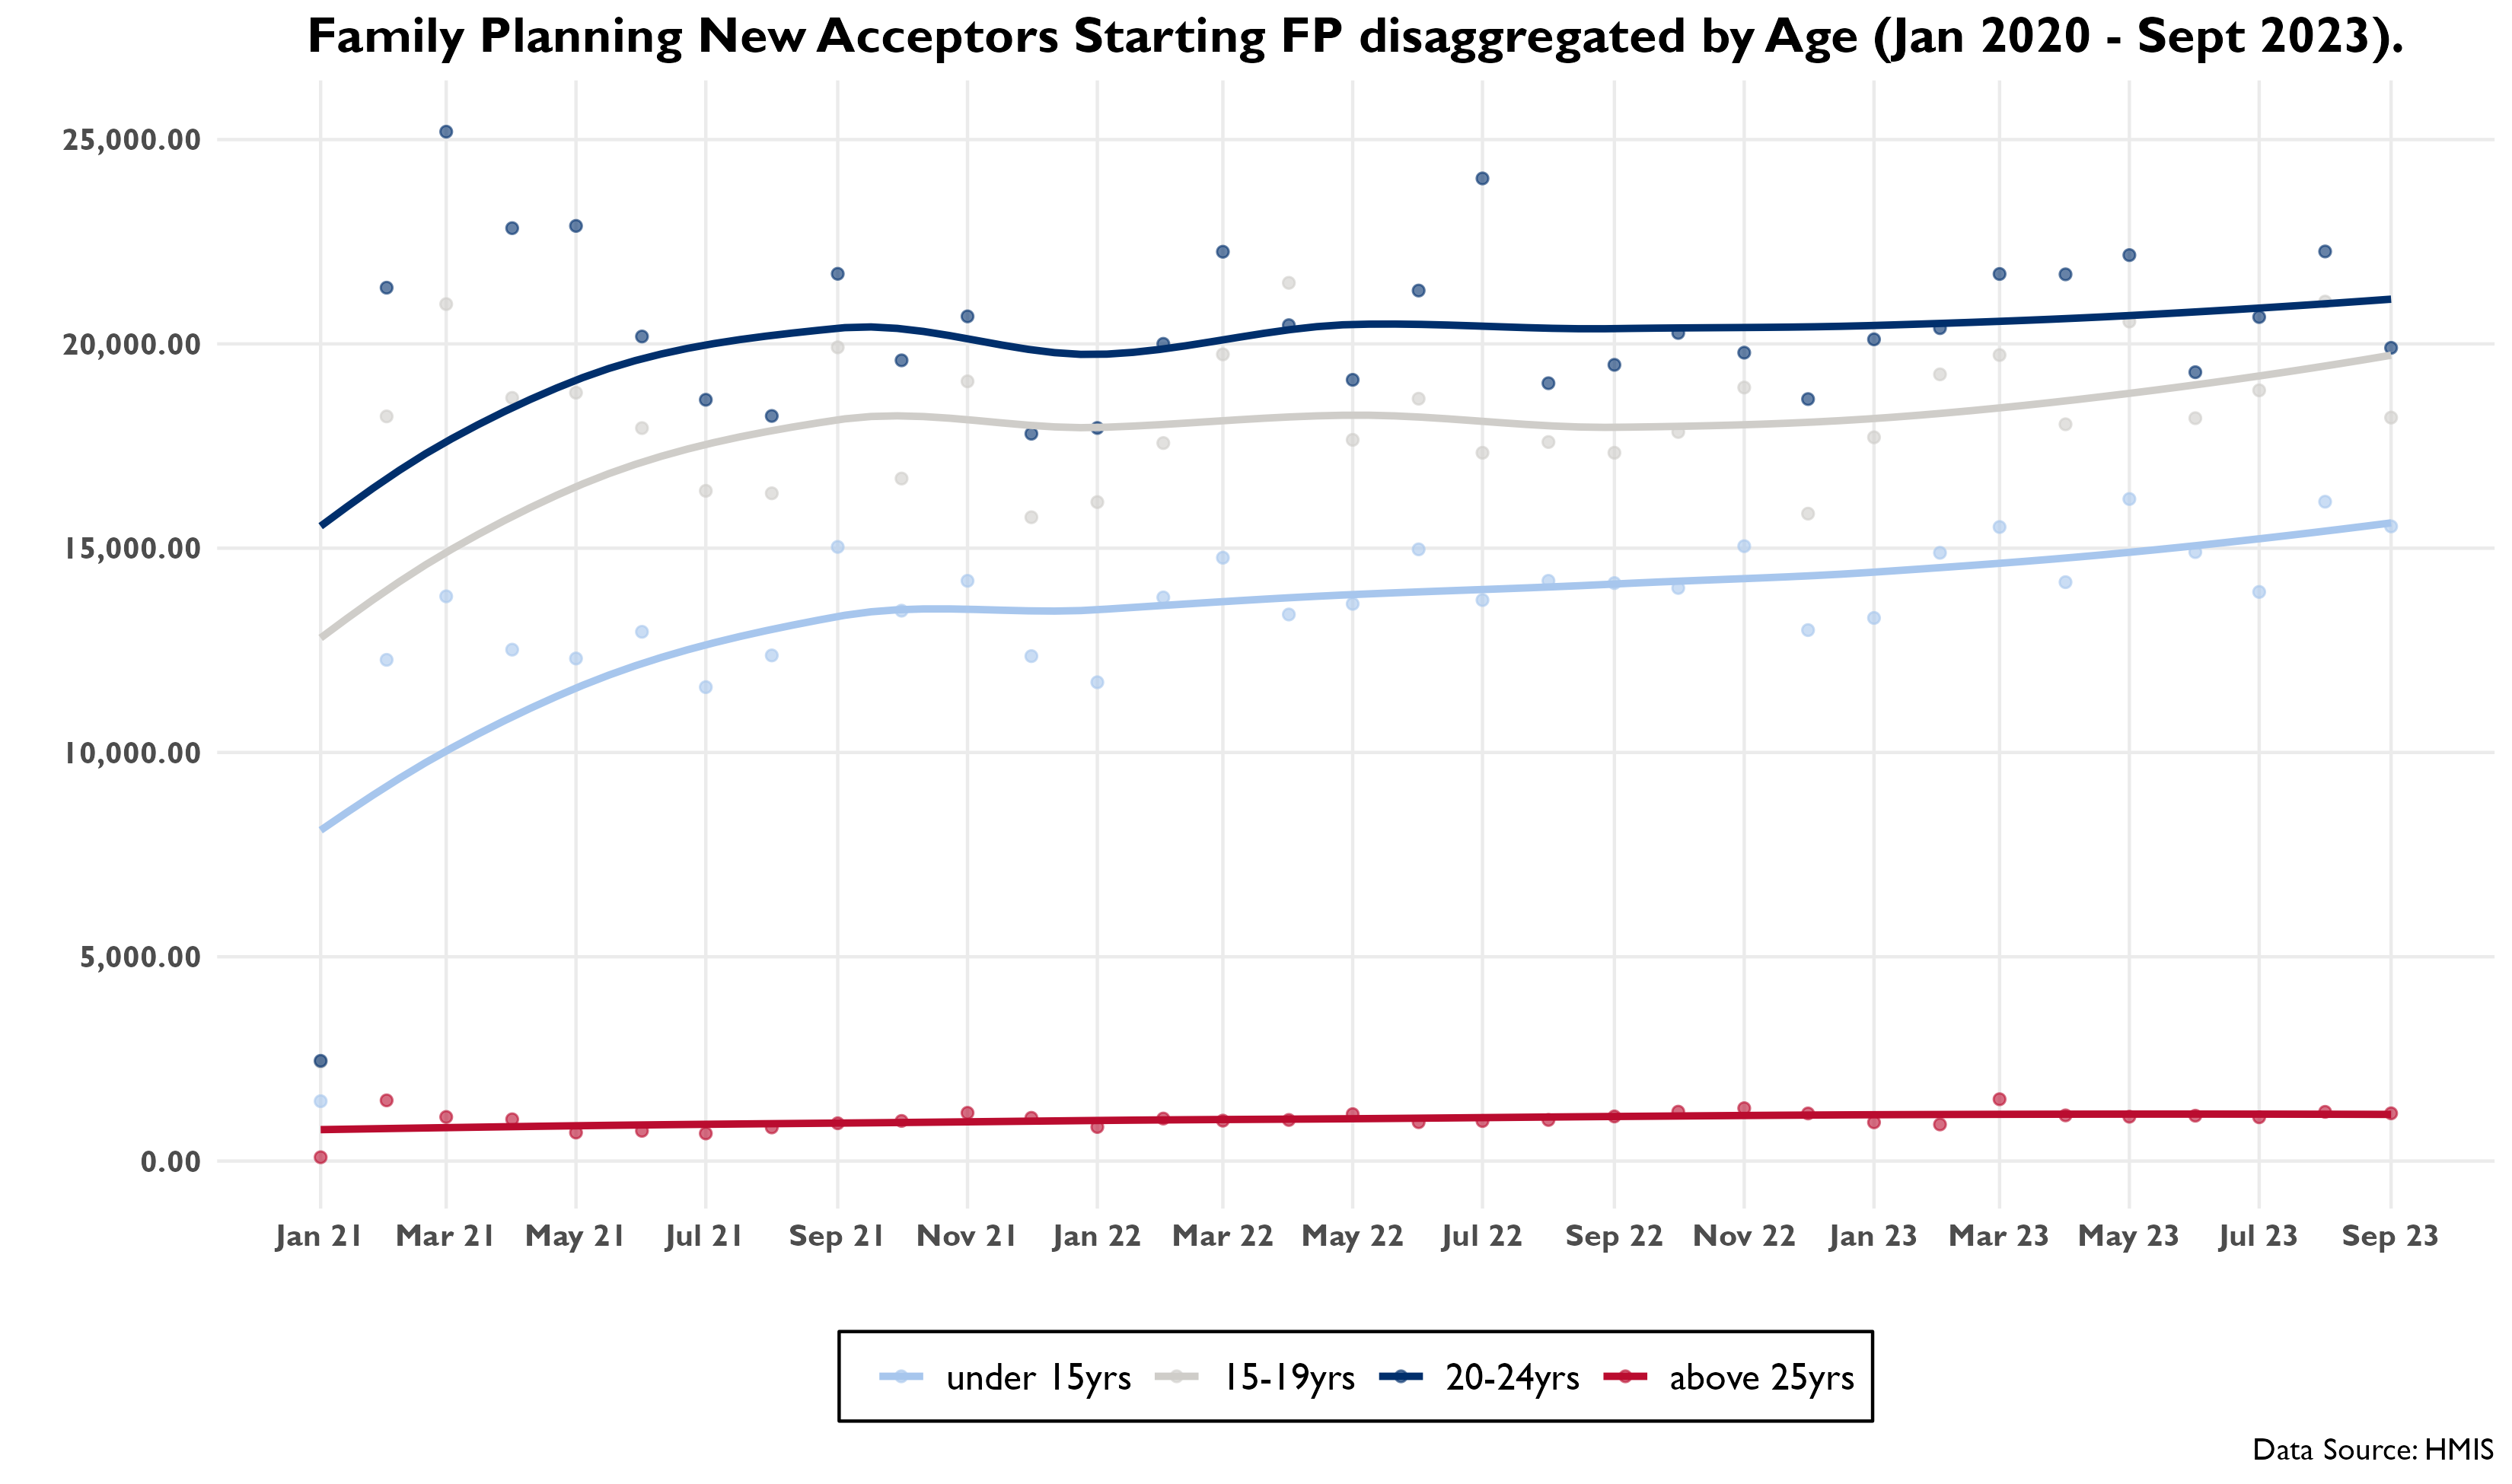 Family Planning New Acceptors Starting FP disaggregated by Age (Jan 2020 - Sept 2023).
25,000.00
20,000.00
15,000.00
10,000.00
5,000.00
0.00
Jan 21 Mar 21 May 21 Jul 21 Sep 21 Nov 21 Jan 22 Mar 22 May 22 Jul 22 Sep 22 Nov 22 Jan 23 Mar 23 May 23 Jul 23 Sep 23
under 15yrs 15-19yrs 20-24yrs above 25yrs
Data Source: HMIS